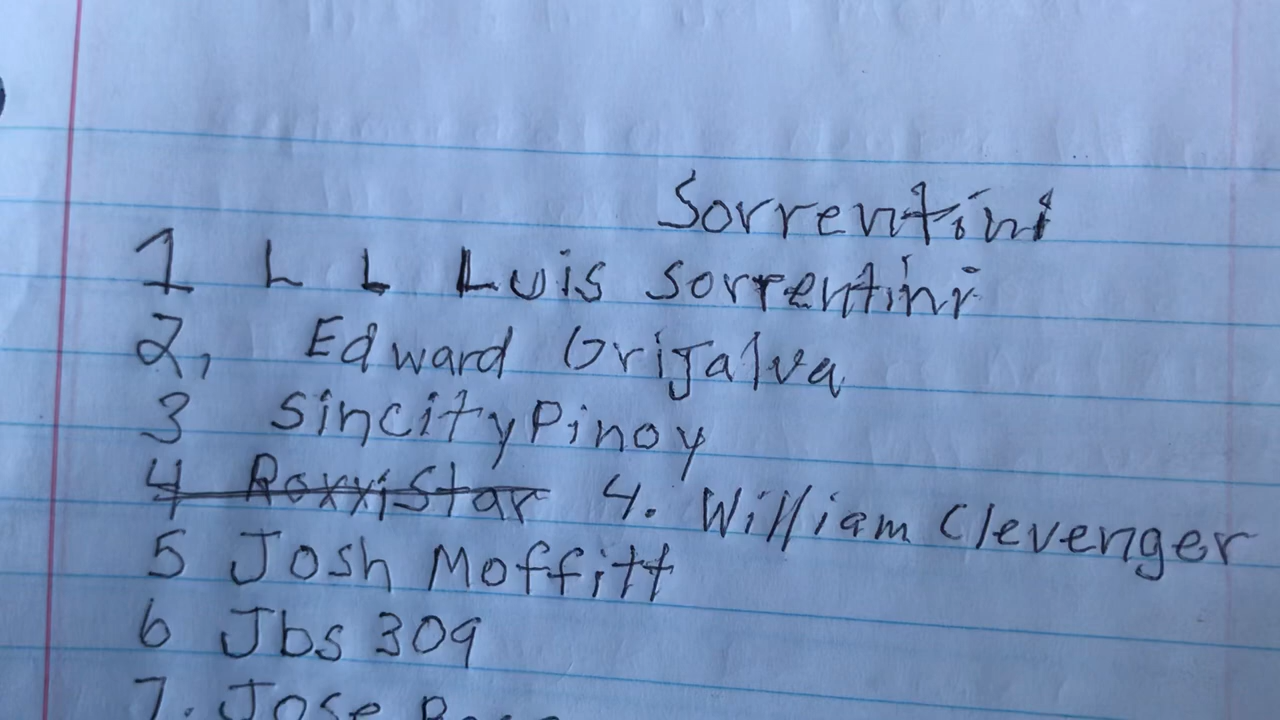 Sorrentini
1 L L Luis Sorrentini
2, Edward Grijalva
3 SincityPinoy
4 RoxxiStar 4. William Clevenger
5 Josh Moffitt
6 Jbs 309
7. Jose